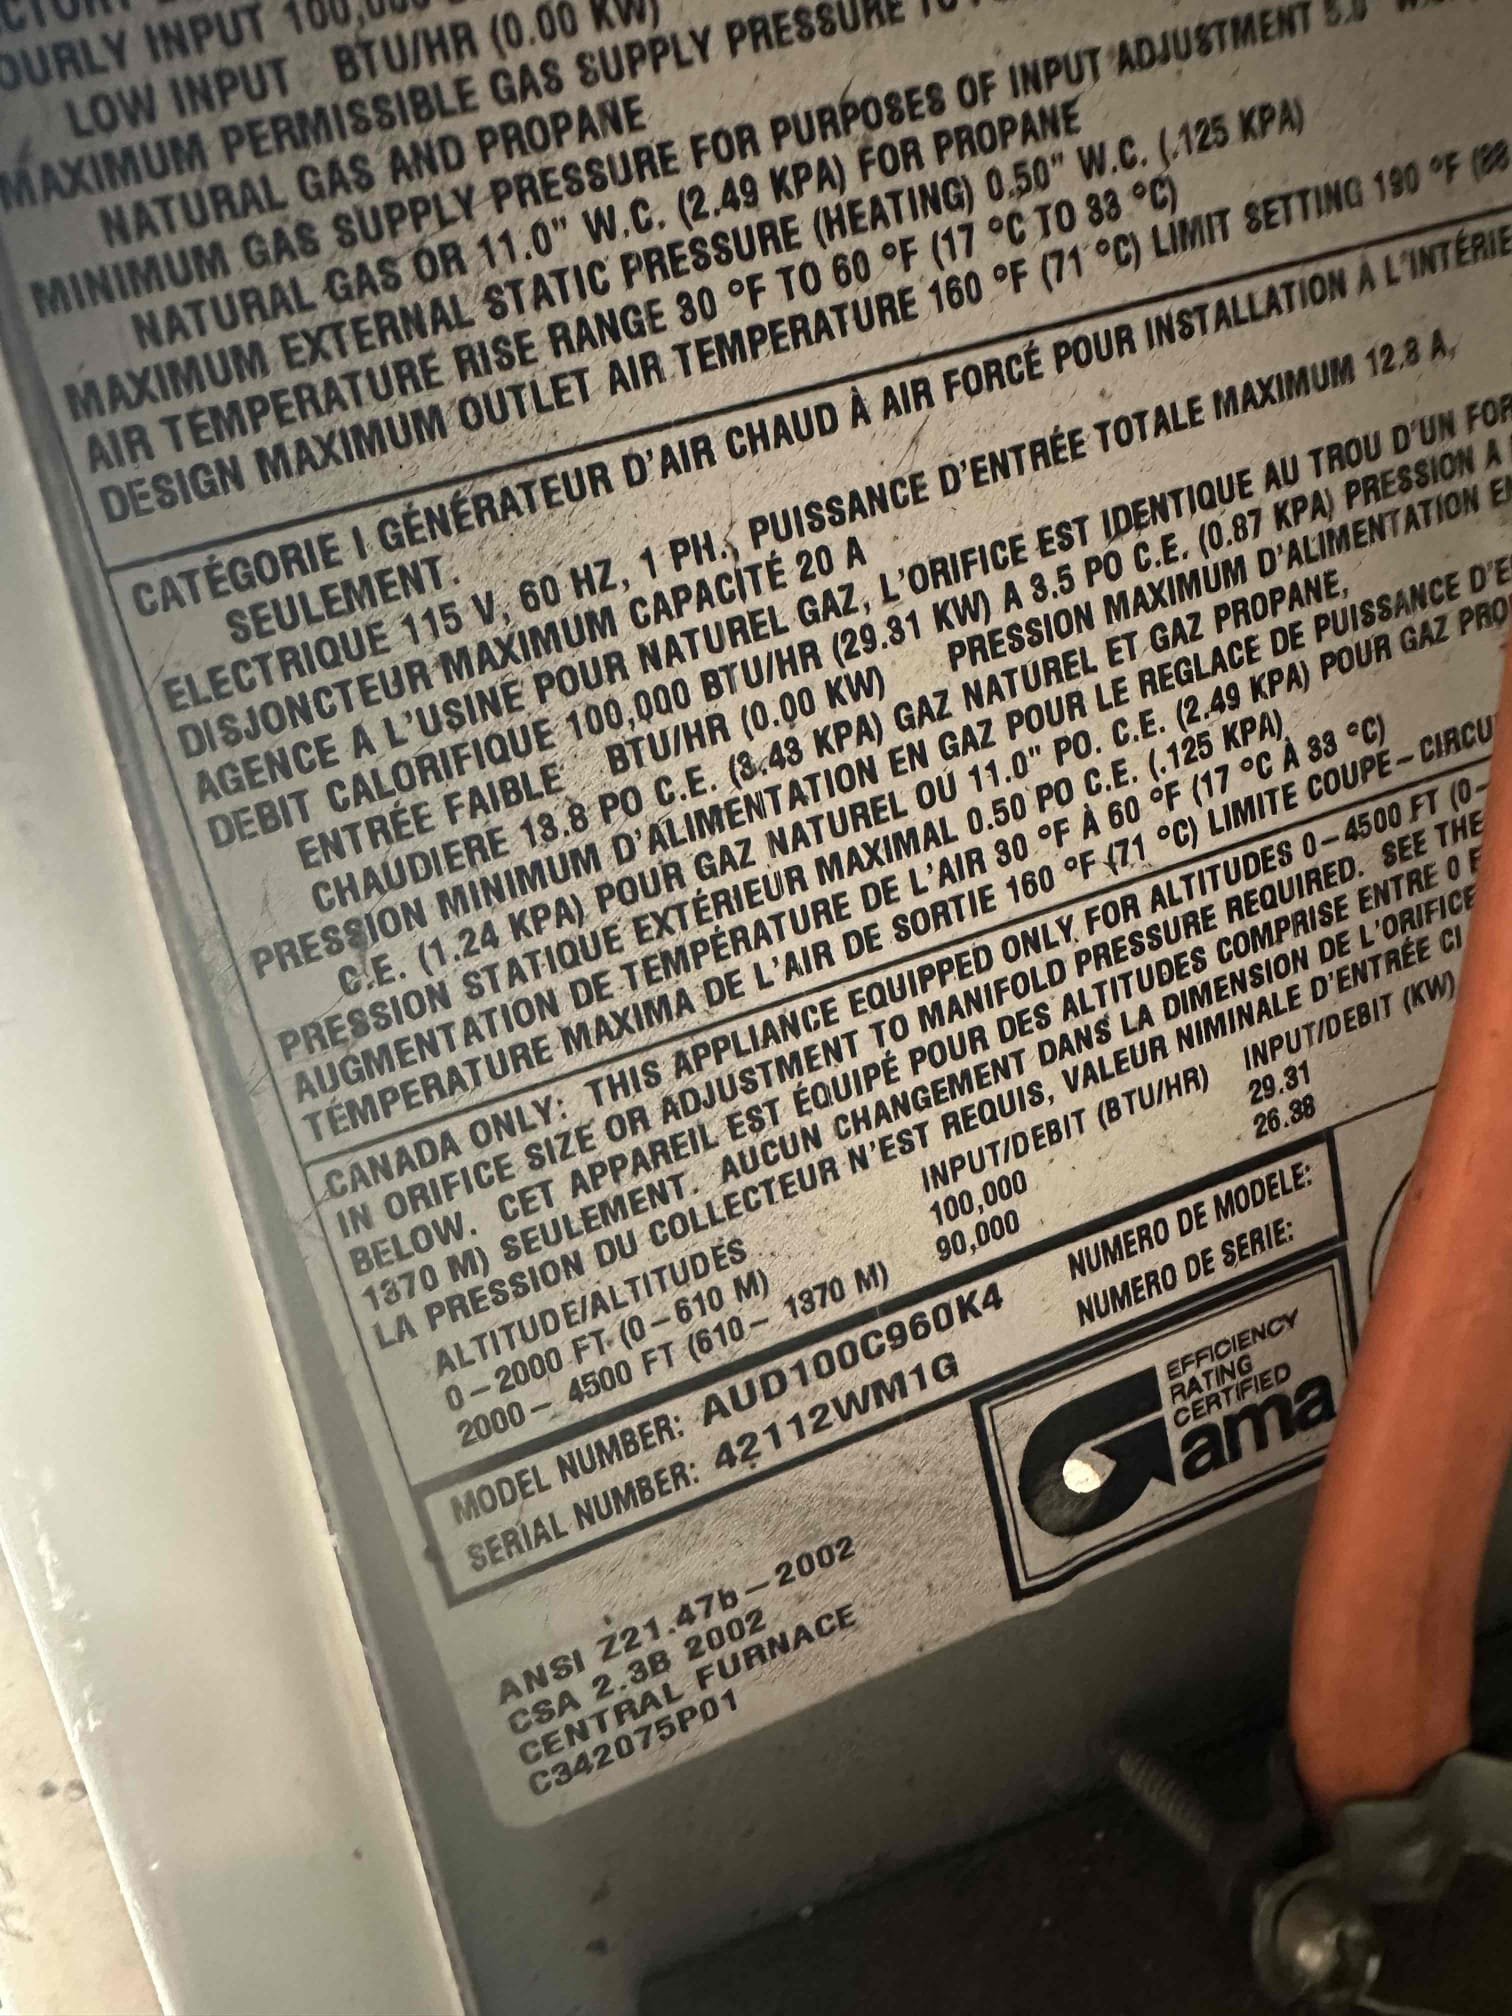 OURLY INPUT 100,
LOW INPUT BTU/HR (0.00 KW)
MAXIMUM PERMISSIBLE GAS SUPPLY PRESSURE TO
NATURAL GAS AND PROPANE
MINIMUM GAS SUPPLY PRESSURE FOR PURPOSES OF INPUT ADJUSTMENT 5.0"
NATURAL GAS OR 11.0" W.C. (2.49 KPA) FOR PROPANE
MAXIMUM EXTERNAL STATIC PRESSURE (HEATING) 0.50" W.C. (.125 KPA)
AIR TEMPERATURE RISE RANGE 30 °F TO 60 °F (17 °C TO 33 °C)
DESIGN MAXIMUM OUTLET AIR TEMPERATURE 160 °F (71 °C) LIMIT SETTING 190 °F (88
CATÉGORIE I GÉNÉRATEUR D'AIR CHAUD À AIR FORCÉ POUR INSTALLATION À L'INTÉRIE
SEULEMENT.
ELECTRIQUE 115 V, 60 HZ, 1 PH., PUISSANCE D'ENTRÉE TOTALE MAXIMUM 12.8 A,
DISJONCTEUR MAXIMUM CAPACITÉ 20 A
AGENCE A L'USINE POUR NATUREL GAZ, L'ORIFICE EST IDENTIQUE AU TROU D'UN FOR
DEBIT CALORIFIQUE 100,000 BTU/HR (29.31 KW) A 3.5 PO C.E. (0.87 KPA) PRESSION A
ENTRÉE FAIBLE BTU/HR (0.00 KW) PRESSION MAXIMUM D'ALIMENTATION EN
CHAUDIERE 13.8 PO C.E. (3.43 KPA) GAZ NATUREL ET GAZ PROPANE,
PRESSION MINIMUM D'ALIMENTATION EN GAZ POUR LE REGLACE DE PUISSANCE D'E
C.E. (1.24 KPA) POUR GAZ NATUREL OU 11.0" PO. C.E. (2.49 KPA) POUR GAZ PRO
PRESSION STATIQUE EXTÉRIEUR MAXIMAL 0.50 PO C.E. (.125 KPA)
AUGMENTATION DE TEMPÉRATURE DE L'AIR 30 °F À 60 °F (17 °C À 33 °C)
TÉMPERATURE MAXIMA DE L'AIR DE SORTIE 160 °F (71 °C) LIMITE COUPE-CIRCU
CANADA ONLY: THIS APPLIANCE EQUIPPED ONLY FOR ALTITUDES 0-4500 FT (0-
IN ORIFICE SIZE OR ADJUSTMENT TO MANIFOLD PRESSURE REQUIRED. SEE THE
BELOW. CET APPAREIL EST ÉQUIPÉ POUR DES ALTITUDES COMPRISE ENTRE 0 E
1370 M) SEULEMENT. AUCUN CHANGEMENT DANS LA DIMENSION DE L'ORIFICE
LA PRESSION DU COLLECTEUR N'EST REQUIS, VALEUR NIMINALE D'ENTRÉE CI
ALTITUDE/ALTITUDES INPUT/DEBIT (BTU/HR) INPUT/DEBIT (KW)
0-2000 FT (0-610 M) 100,000 29.31
2000- 4500 FT (610- 1370 M) 90,000 26.38
MODEL NUMBER: AUD100C960K4 NUMERO DE MODELE:
SERIAL NUMBER: 42112WM1G NUMERO DE SERIE:
EFFICIENCY
RATING
CERTIFIED
ama
ANSI Z21.47b-2002
CSA 2.3B 2002
CENTRAL FURNACE
C342075P01